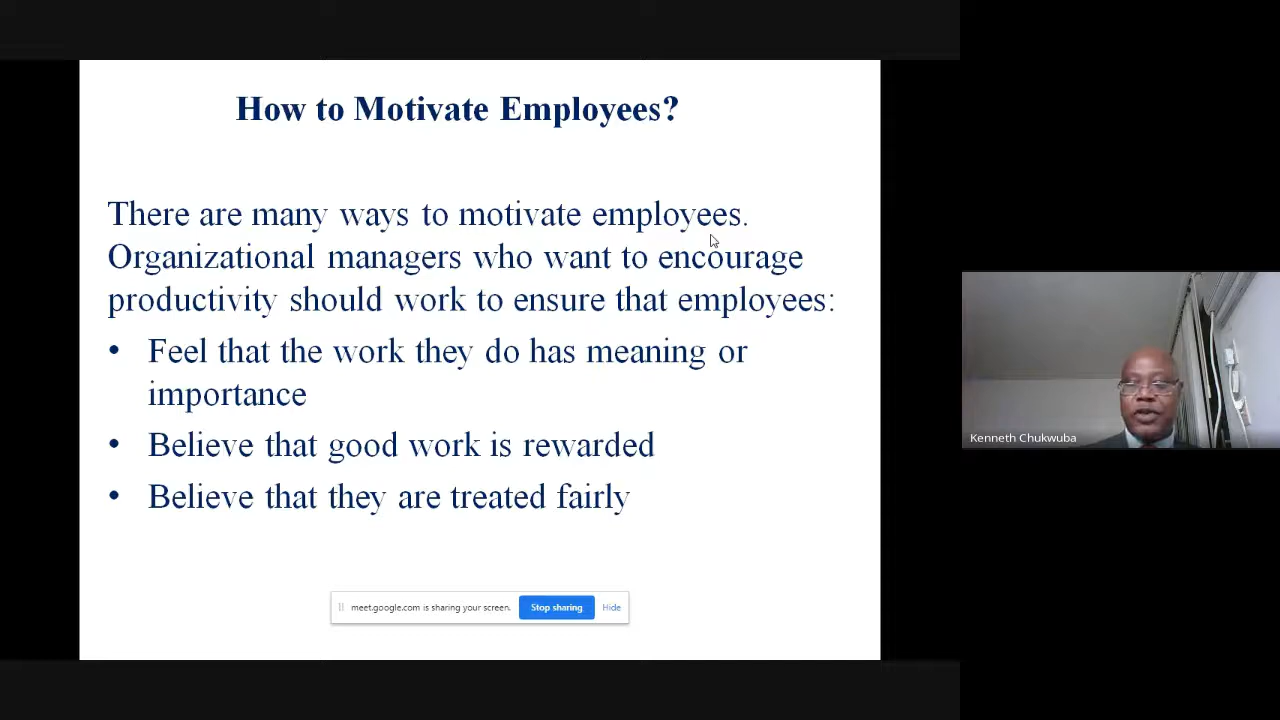 How to Motivate Employees?
There are many ways to motivate employees.
Organizational managers who want to encourage
productivity should work to ensure that employees:
• Feel that the work they do has meaning or
importance
• Believe that good work is rewarded
• Believe that they are treated fairly
meet.google.com is sharing your screen. Stop sharing Hide
Kenneth Chukwuba